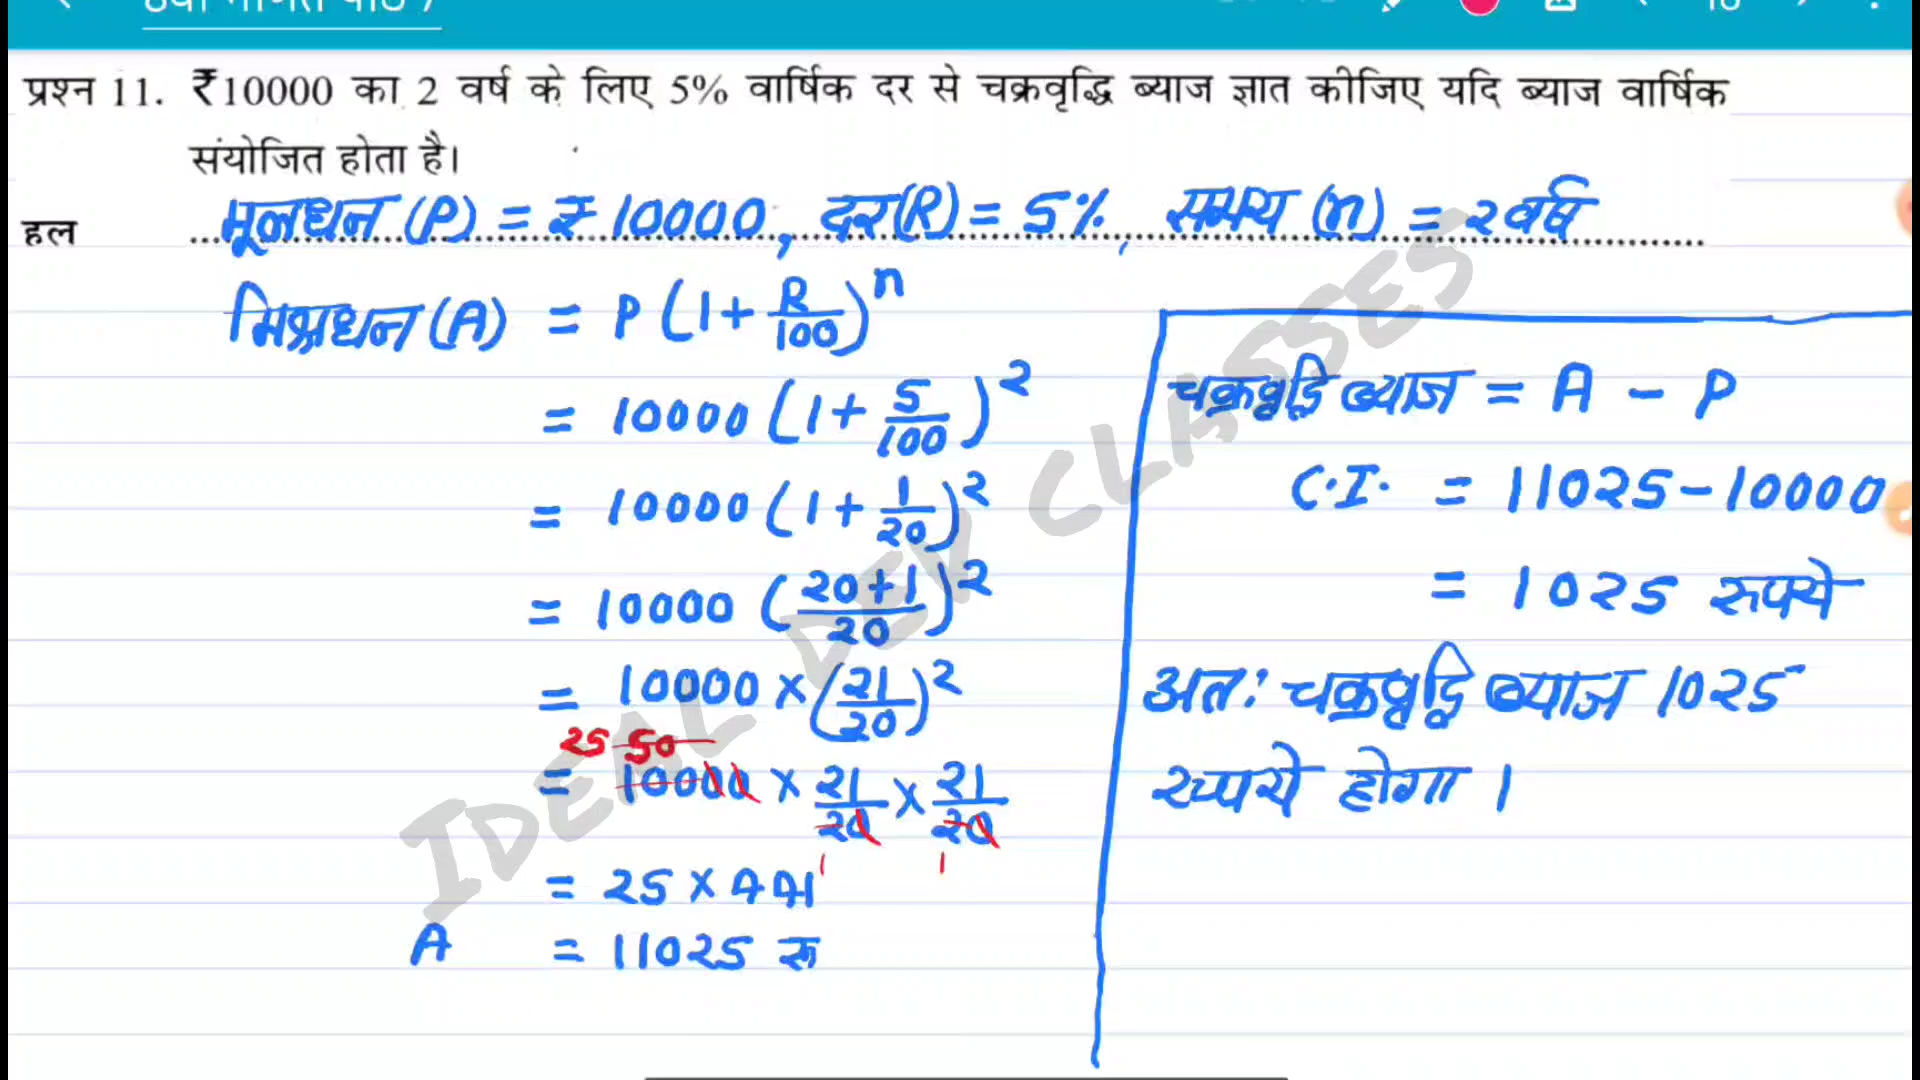 प्रश्न 11. ₹10000 का 2 वर्ष के लिए 5% वार्षिक दर से चक्रवृद्धि ब्याज ज्ञात कीजिए यदि ब्याज वार्षिक
संयोजित होता है।
हल मूलधन (P) = ₹ 10000, दर(R) = 5%, समय (n) = 2वर्ष
मिश्रधन(A) = P(1+R/100)^n
= 10000(1+5/100)^2
= 10000(1+1/20)^2
= 10000(20+1/20)^2
= 10000×(21/20)^2
25 50
= 10000×21/20×21/20
1 1
= 25×441
A = 11025 रु
चक्रवृद्धि ब्याज = A - P
C.I. = 11025-10000
= 1025 रुपये
अतः चक्रवृद्धि ब्याज 1025
रुपये होगा ।
IDEAL DEV CLASSES